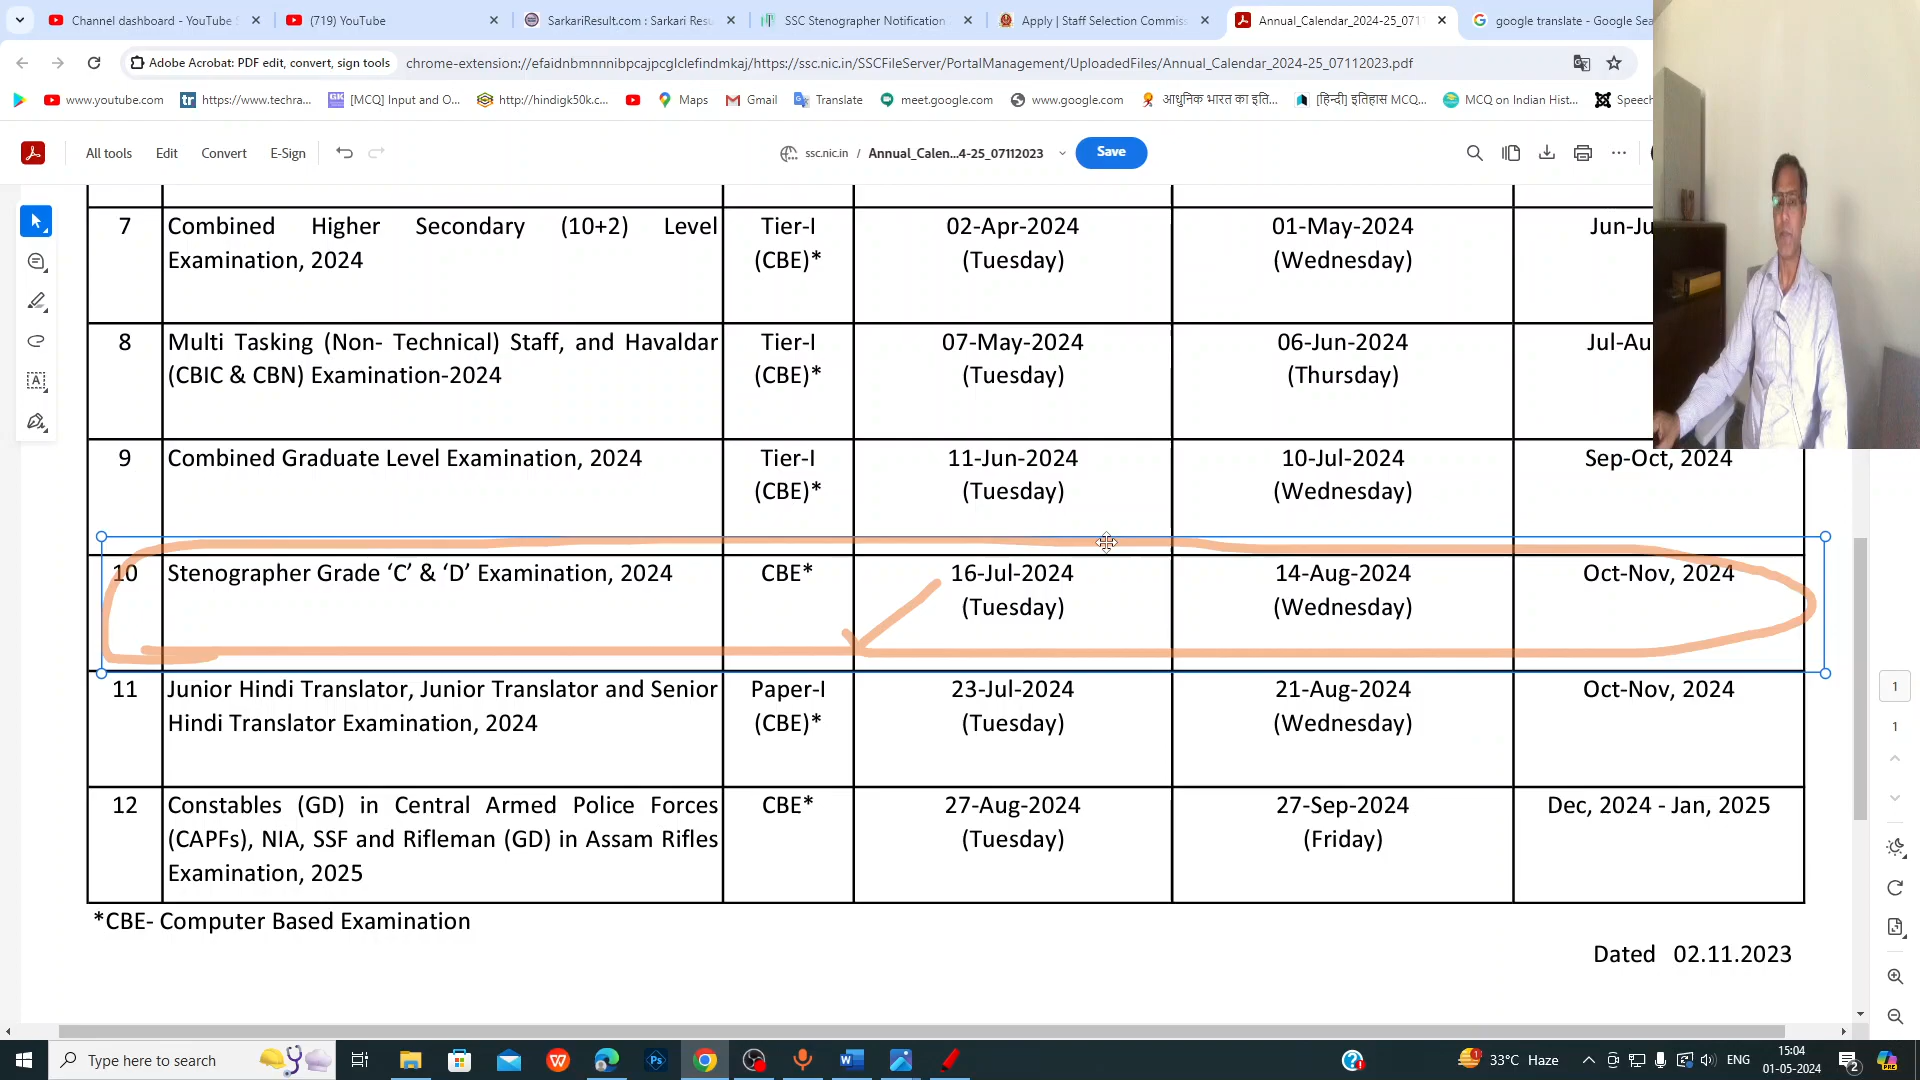 Channel dashboard - YouTube S
(719) YouTube
SarkariResult.com : Sarkari Resu
SSC Stenographer Notification
Apply | Staff Selection Commiss
Annual_Calendar_2024-25_0711
google translate - Google Sea
Adobe Acrobat: PDF edit, convert, sign tools
chrome-extension://efaidnbmnnnibpcajpcglclefindmkaj/https://ssc.nic.in/SSCFileServer/PortalManagement/UploadedFiles/Annual_Calendar_2024-25_07112023.pdf
www.youtube.com
https://www.techra...
[MCQ] Input and O...
http://hindigk50k.c...
Maps
Gmail
Translate
meet.google.com
www.google.com
आधुनिक भारत का इति...
[हिन्दी] इतिहास MCQ...
MCQ on Indian Hist...
Speech
All tools
Edit
Convert
E-Sign
ssc.nic.in / Annual_Calen...4-25_07112023
Save
7
Combined Higher Secondary (10+2) Level
Examination, 2024
Tier-I
(CBE)*
02-Apr-2024
(Tuesday)
01-May-2024
(Wednesday)
Jun-Ju
8
Multi Tasking (Non- Technical) Staff, and Havaldar
(CBIC & CBN) Examination-2024
Tier-I
(CBE)*
07-May-2024
(Tuesday)
06-Jun-2024
(Thursday)
Jul-Au
9
Combined Graduate Level Examination, 2024
Tier-I
(CBE)*
11-Jun-2024
(Tuesday)
10-Jul-2024
(Wednesday)
Sep-Oct, 2024
10
Stenographer Grade ‘C’ & ‘D’ Examination, 2024
CBE*
16-Jul-2024
(Tuesday)
14-Aug-2024
(Wednesday)
Oct-Nov, 2024
11
Junior Hindi Translator, Junior Translator and Senior
Hindi Translator Examination, 2024
Paper-I
(CBE)*
23-Jul-2024
(Tuesday)
21-Aug-2024
(Wednesday)
Oct-Nov, 2024
12
Constables (GD) in Central Armed Police Forces
(CAPFs), NIA, SSF and Rifleman (GD) in Assam Rifles
Examination, 2025
CBE*
27-Aug-2024
(Tuesday)
27-Sep-2024
(Friday)
Dec, 2024 - Jan, 2025
*CBE- Computer Based Examination
Dated 02.11.2023
1
1
Type here to search
33°C Haze
ENG
15:04
01-05-2024
2